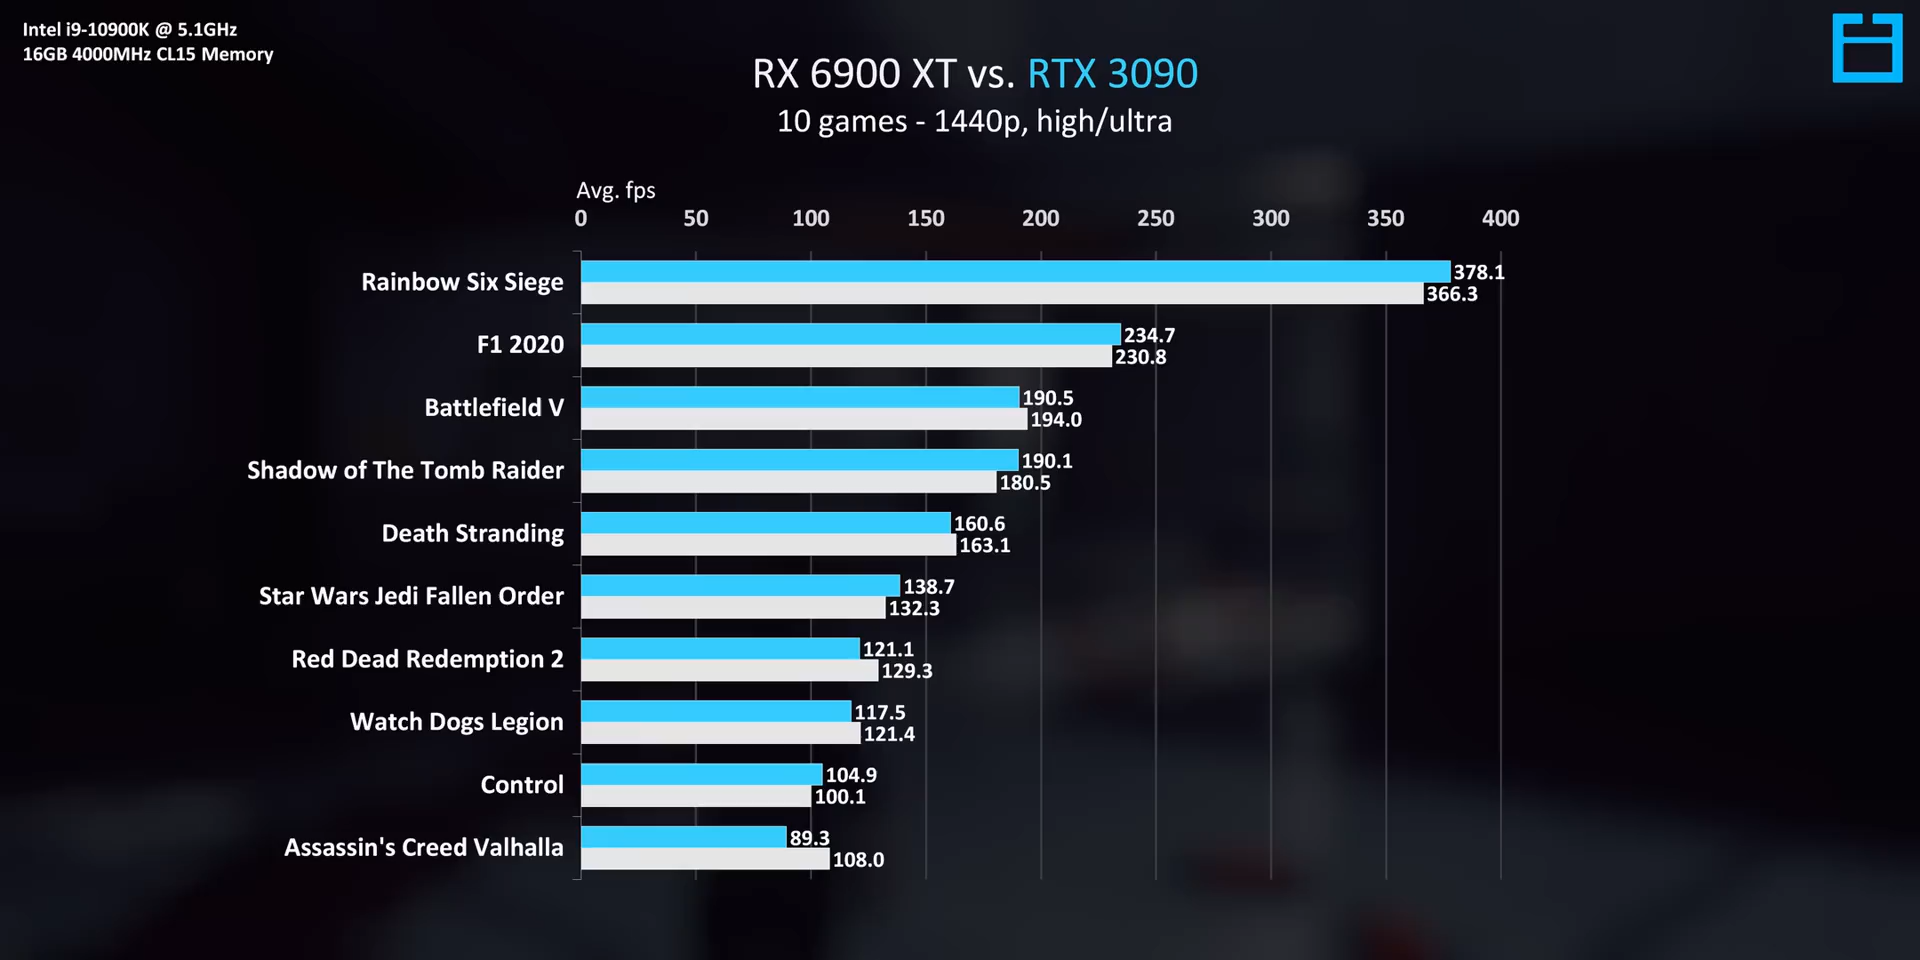 Intel i9-10900K @ 5.1GHz
16GB 4000MHz CL15 Memory
RX 6900 XT vs. RTX 3090
10 games - 1440p, high/ultra
Avg. fps
0 50 100 150 200 250 300 350 400
Rainbow Six Siege 378.1
366.3
F1 2020 234.7
230.8
Battlefield V 190.5
194.0
Shadow of The Tomb Raider 190.1
180.5
Death Stranding 160.6
163.1
Star Wars Jedi Fallen Order 138.7
132.3
Red Dead Redemption 2 121.1
129.3
Watch Dogs Legion 117.5
121.4
Control 104.9
100.1
Assassin's Creed Valhalla 89.3
108.0